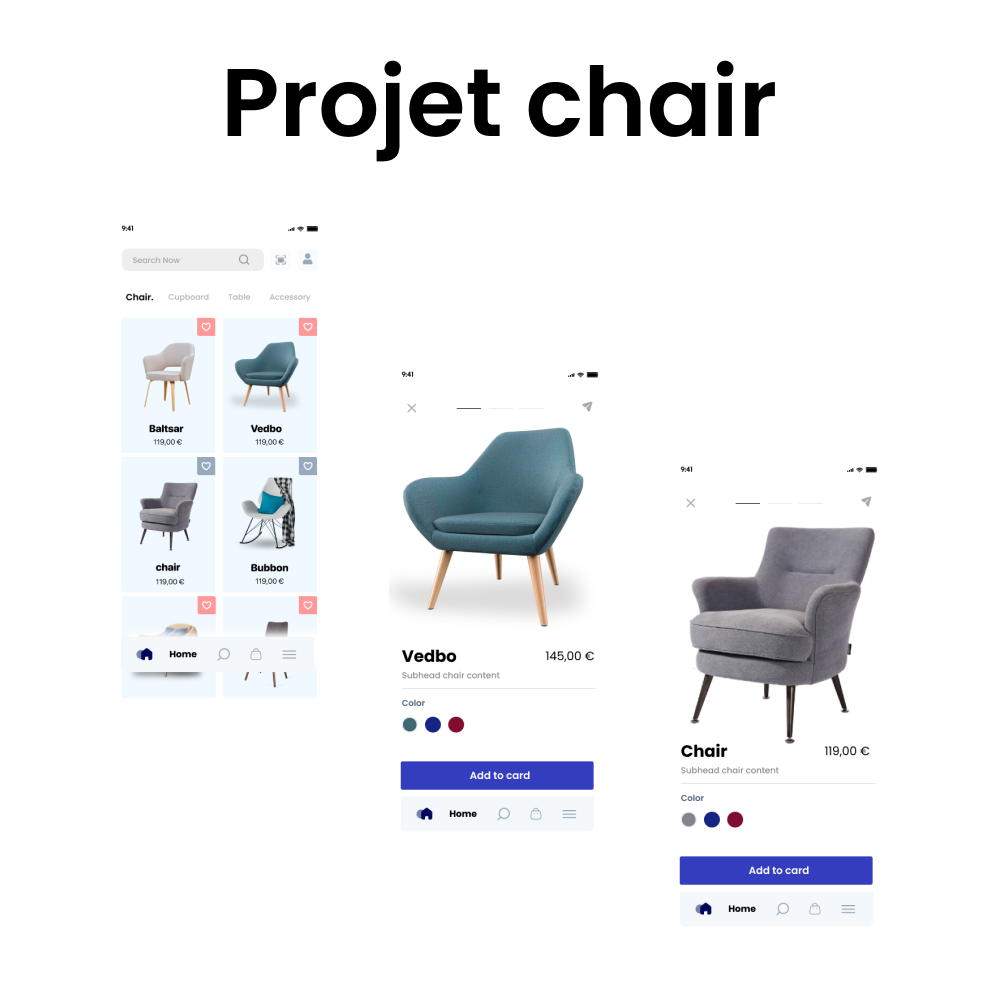 Projet chair
9:41
Search Now
Chair. Cupboard Table Accessory
Baltsar Vedbo
119,00 € 119,00 €
chair Bubbon
119,00 € 119,00 €
Home
9:41
Vedbo 145,00 €
Subhead chair content
Color
Add to card
Home
9:41
Chair 119,00 €
Subhead chair content
Color
Add to card
Home